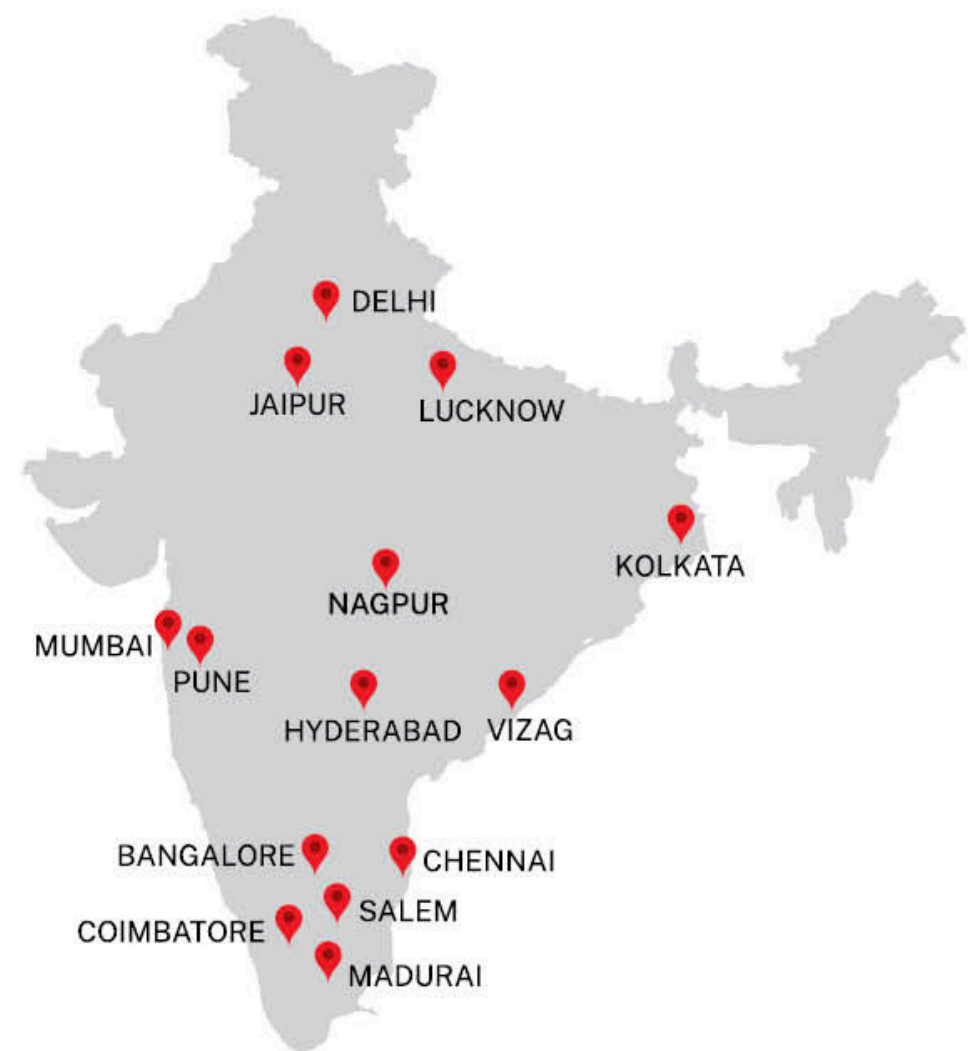 DELHI
JAIPUR
LUCKNOW
KOLKATA
NAGPUR
MUMBAI
PUNE
HYDERABAD
VIZAG
BANGALORE
CHENNAI
SALEM
COIMBATORE
MADURAI